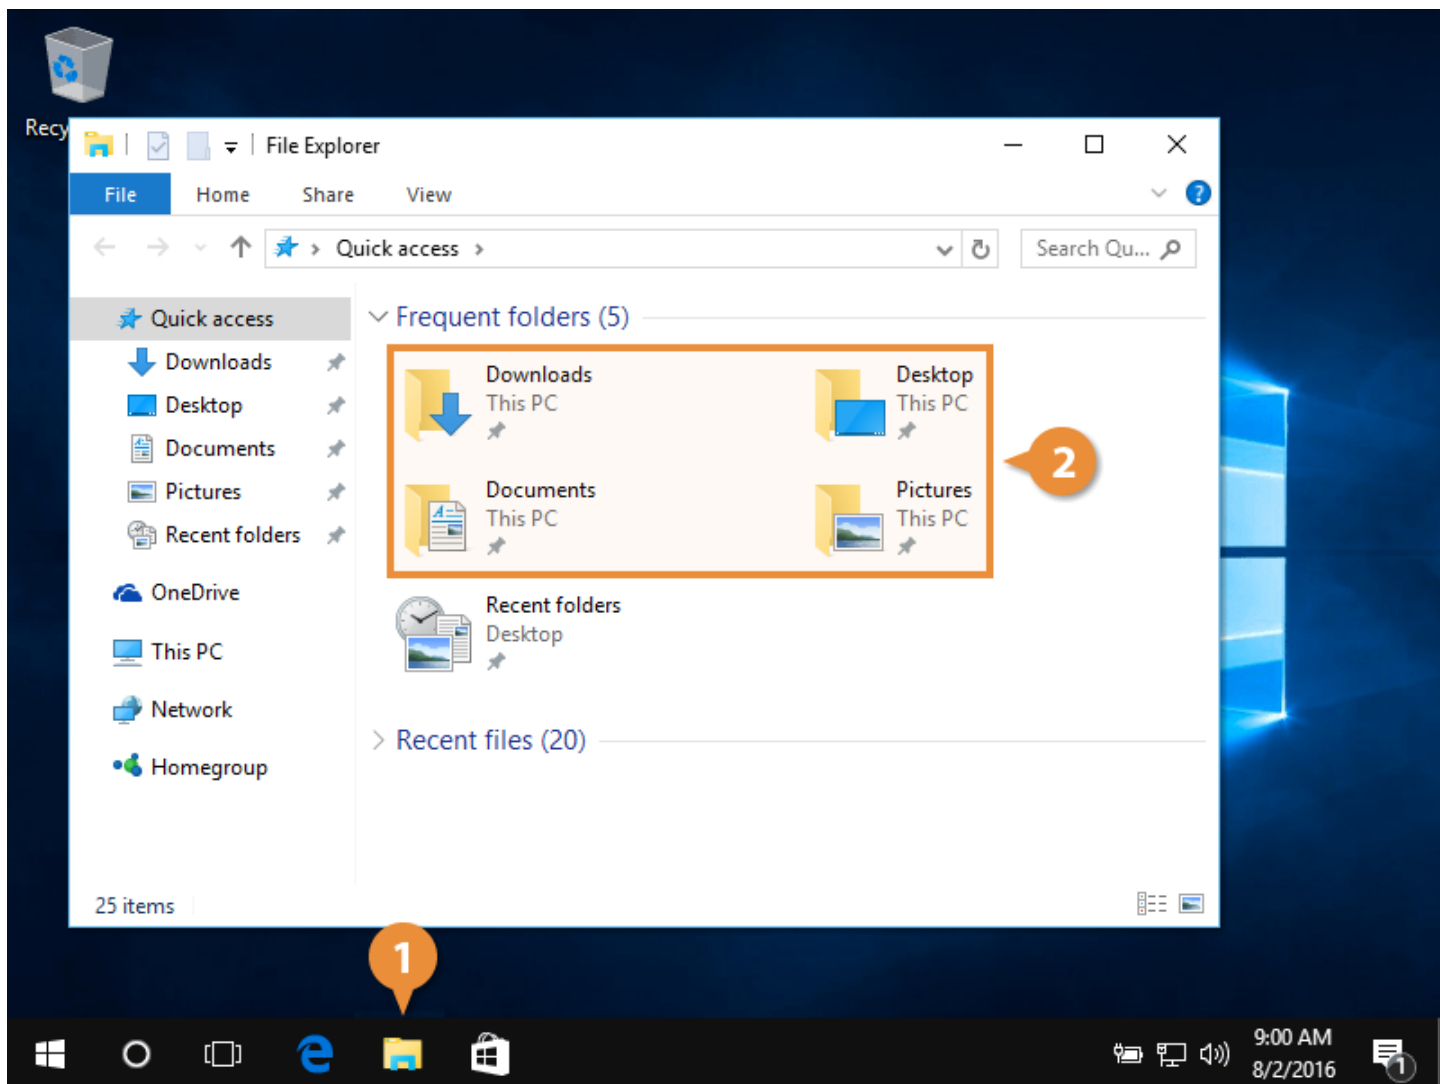 Recy
File Explorer
File Home Share View
Quick access
Search Qu...
Quick access
Downloads
Desktop
Documents
Pictures
Recent folders
OneDrive
This PC
Network
Homegroup
Frequent folders (5)
Downloads
This PC
Desktop
This PC
Documents
This PC
Pictures
This PC
Recent folders
Desktop
2
Recent files (20)
25 items
1
9:00 AM
8/2/2016
1